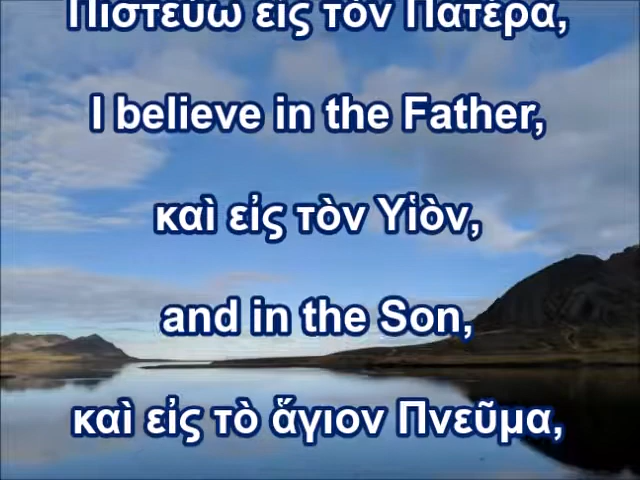 Πιστεύω εἰς τὸν Πατέρα,
I believe in the Father,
καὶ εἰς τὸν Υἱὸν,
and in the Son,
καὶ εἰς τὸ ἅγιον Πνεῦμα,